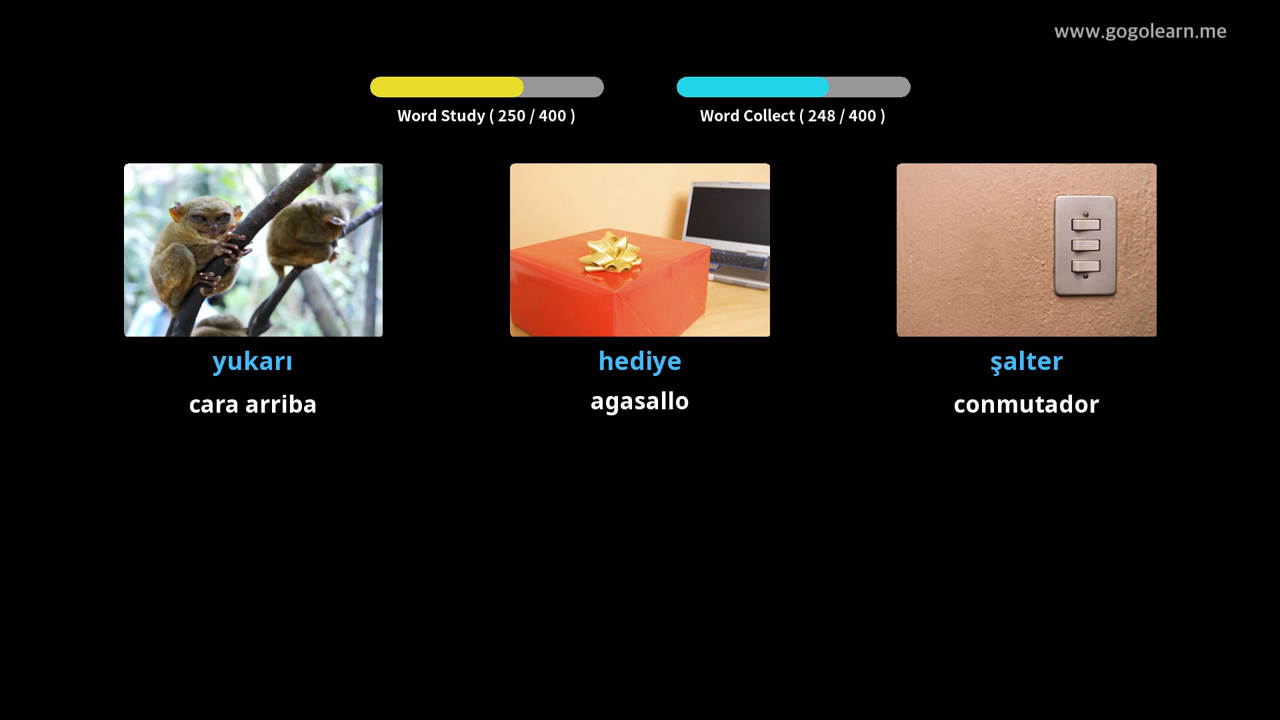 www.gogolearn.me
Word Study ( 250 / 400 )
Word Collect ( 248 / 400 )
yukarı
hediye
şalter
cara arriba
agasallo
conmutador